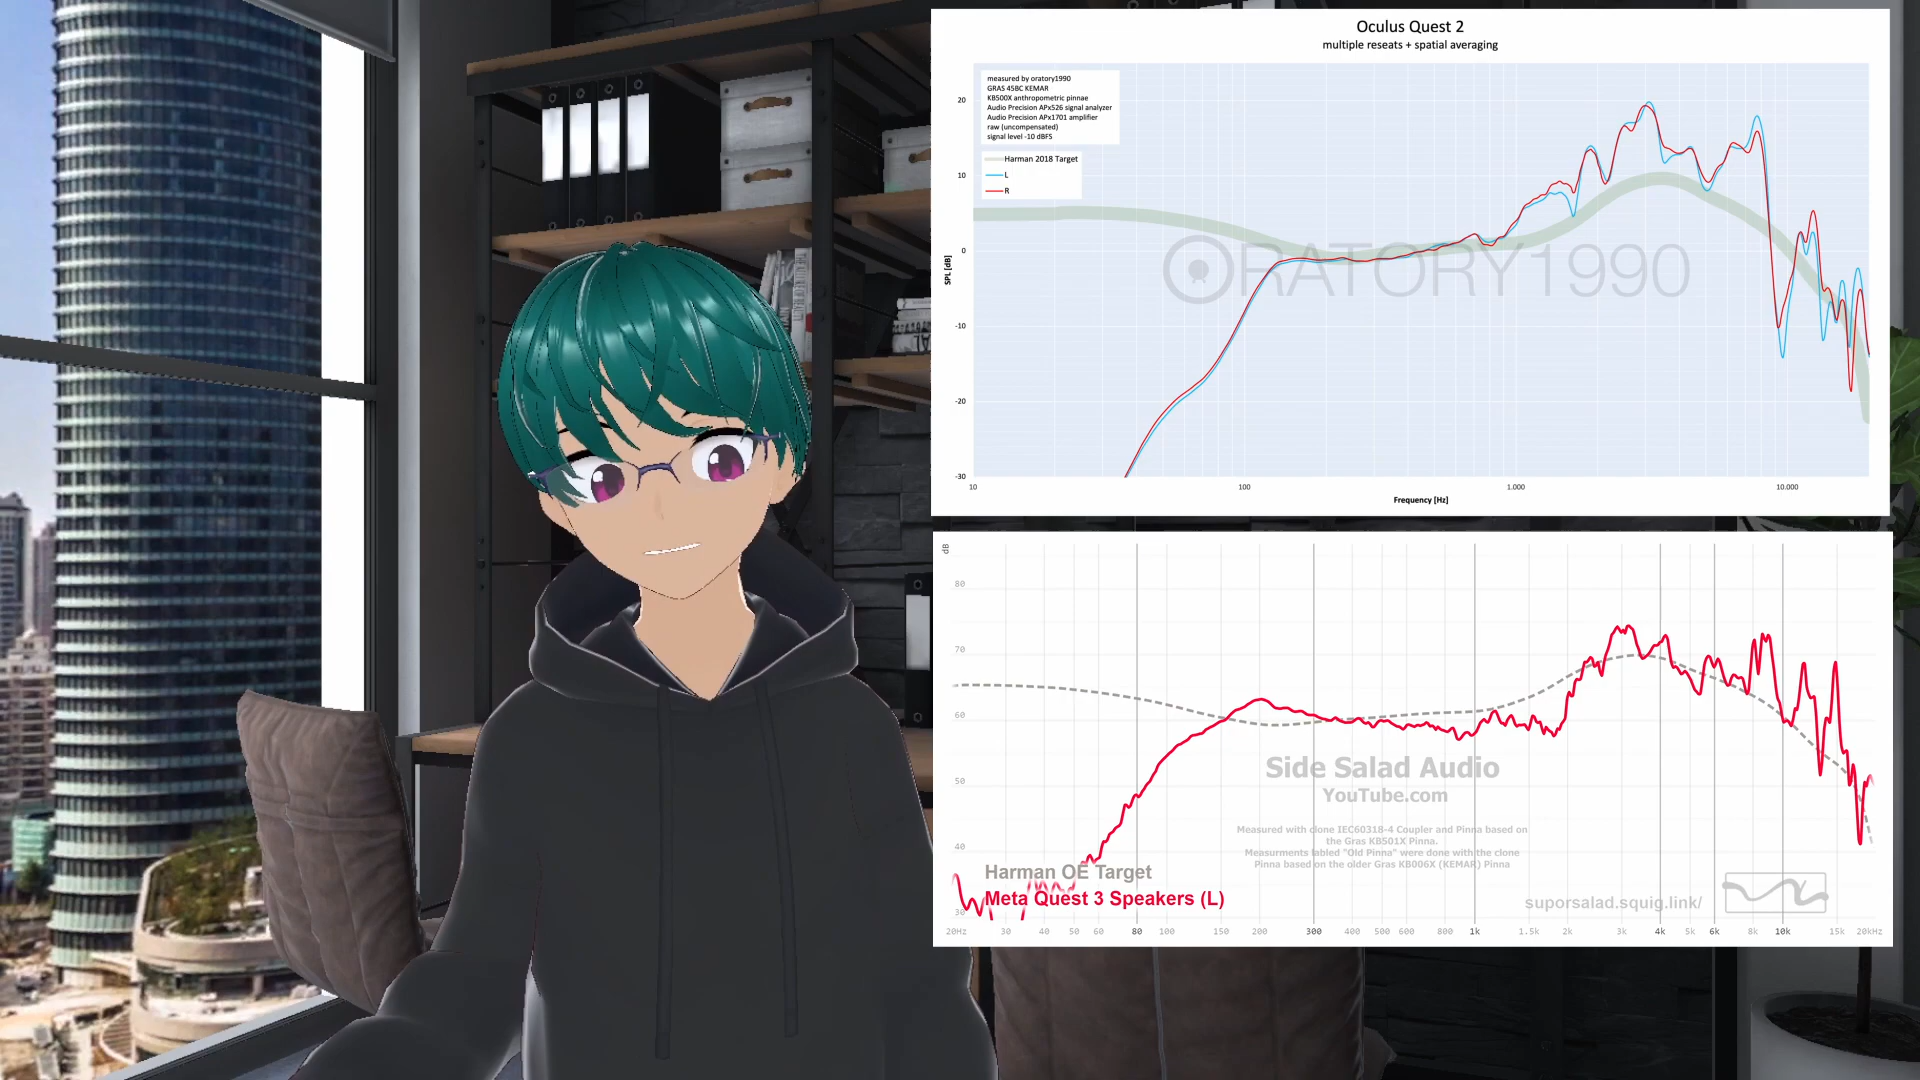 Oculus Quest 2
multiple reseats + spatial averaging
measured by oratory1990
GRAS 45BC KEMAR
KB500X anthropometric pinnae
Audio Precision APx526 signal analyzer
Audio Precision APx1701 amplifier
raw (uncompensated)
signal level -10 dBFS
Harman 2018 Target
L
R
ORATORY1990
SPL [dB]
20
10
0
-10
-20
-30
10 100 1.000 10.000
Frequency [Hz]
dB
80
70
60
50
40
30
Side Salad Audio
YouTube.com
Measured with clone IEC60318-4 Coupler and Pinna based on
the Gras KB501X Pinna.
Measurments labled "Old Pinna" were done with the clone
Pinna based on the older Gras KB006X (KEMAR) Pinna
Harman OE Target
Meta Quest 3 Speakers (L)
suporsalad.squig.link/
20Hz 30 40 50 60 80 100 150 200 300 400 500 600 800 1k 1.5k 2k 3k 4k 5k 6k 8k 10k 15k 20kHz